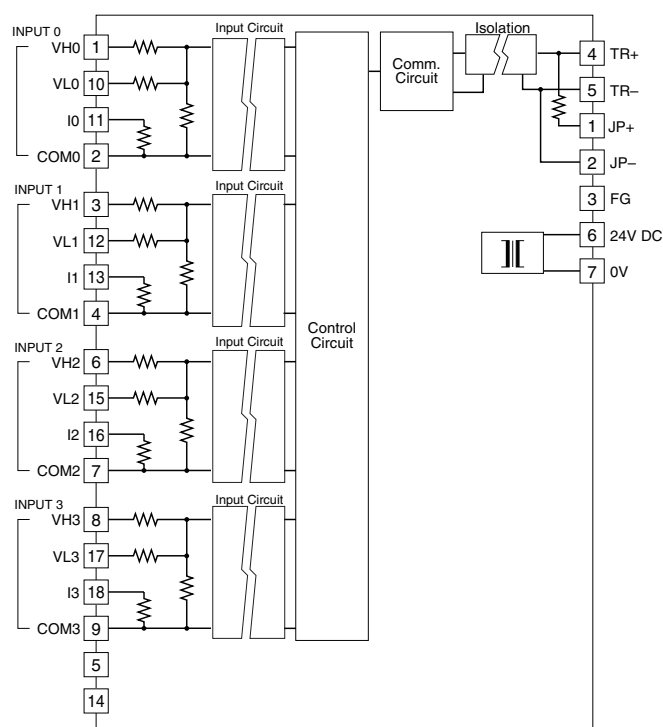 INPUT 0
VH0 1
VL0 10
I0 11
COM0 2
Input Circuit
INPUT 1
VH1 3
VL1 12
I1 13
COM1 4
Input Circuit
INPUT 2
VH2 6
VL2 15
I2 16
COM2 7
Input Circuit
INPUT 3
VH3 8
VL3 17
I3 18
COM3 9
Input Circuit
5
14
Control
Circuit
Comm.
Circuit
Isolation
4 TR+
5 TR–
1 JP+
2 JP–
3 FG
6 24V DC
7 0V